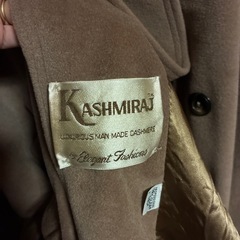 KASHMIRAJ
LUXURIOUS MAN MADE CASHMERE
Elegant Fashions